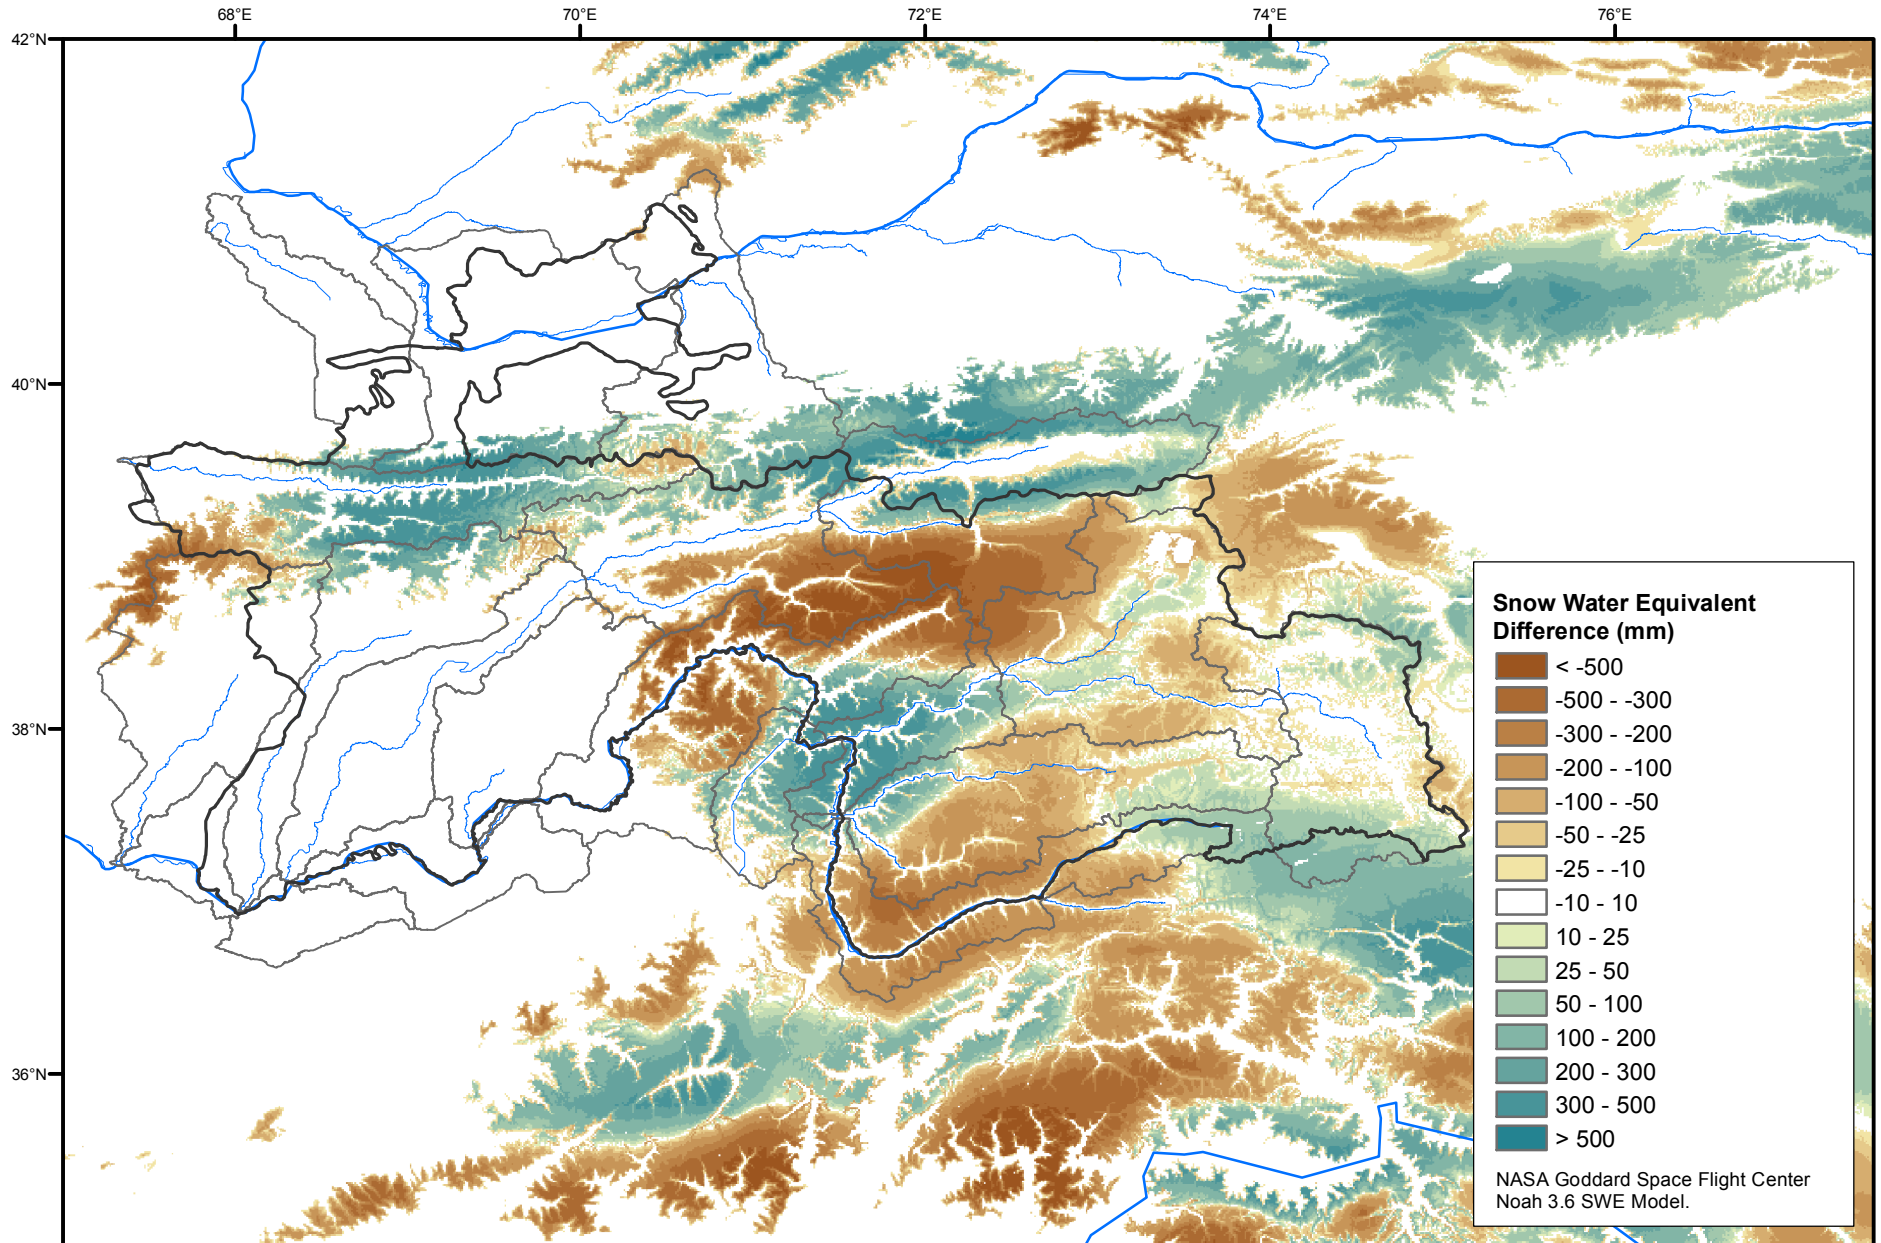 68°E
70°E
72°E
74°E
76°E
42°N
40°N
38°N
36°N
Snow Water Equivalent
Difference (mm)
< -500
-500 - -300
-300 - -200
-200 - -100
-100 - -50
-50 - -25
-25 - -10
-10 - 10
10 - 25
25 - 50
50 - 100
100 - 200
200 - 300
300 - 500
> 500
NASA Goddard Space Flight Center
Noah 3.6 SWE Model.